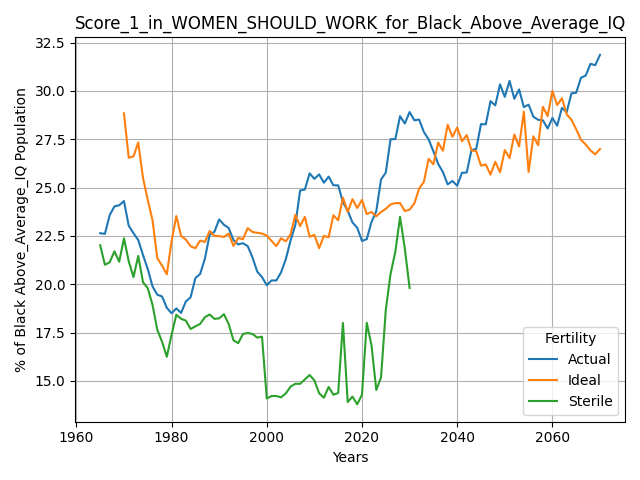 Score_1_in_WOMEN_SHOULD_WORK_for_Black_Above_Average_IQ
% of Black Above_Average_IQ Population
32.5
30.0
27.5
25.0
22.5
20.0
17.5
15.0
Fertility
Actual
Ideal
Sterile
1960
1980
2000
2020
2040
2060
Years